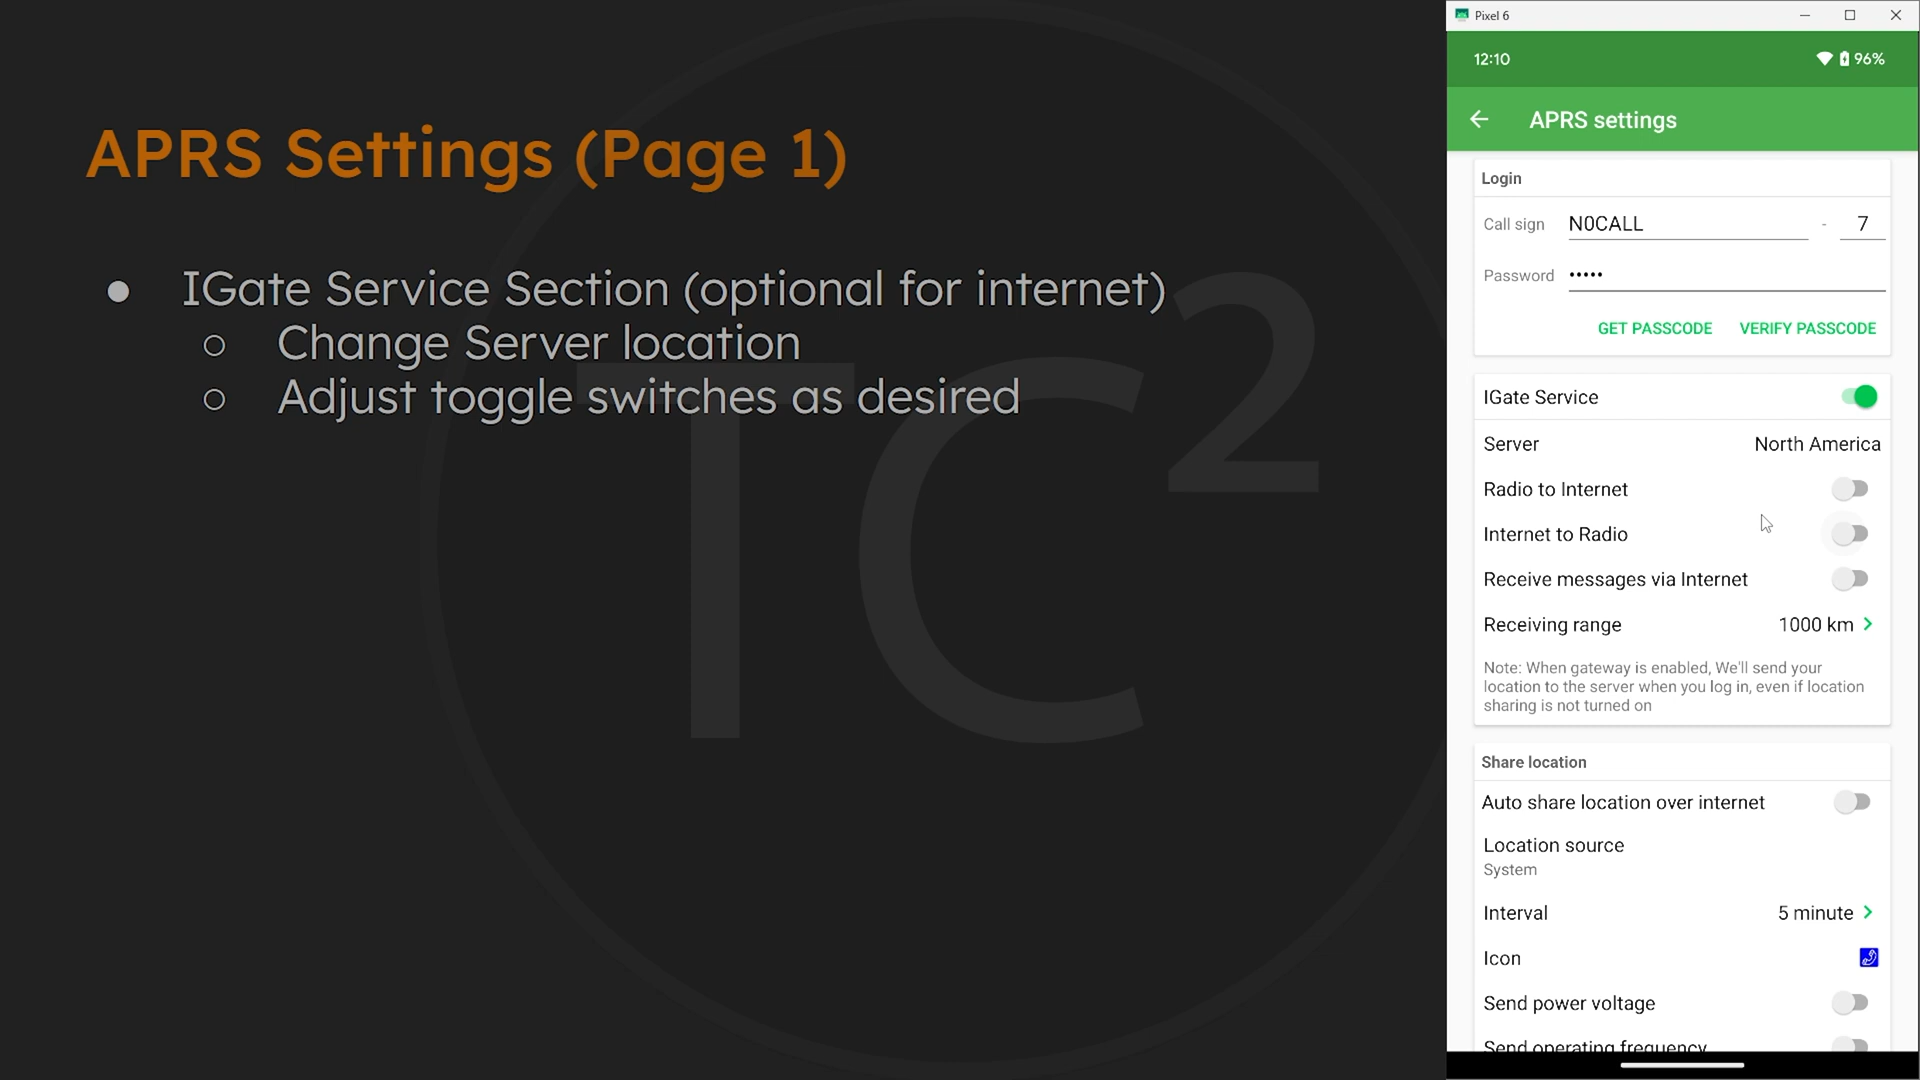 APRS Settings (Page 1)
● IGate Service Section (optional for internet)
○ Change Server location
○ Adjust toggle switches as desired
TC²
Pixel 6
12:10
96%
APRS settings
Login
Call sign N0CALL - 7
Password •••••
GET PASSCODE VERIFY PASSCODE
IGate Service
Server North America
Radio to Internet
Internet to Radio
Receive messages via Internet
Receiving range 1000 km
Note: When gateway is enabled, We'll send your
location to the server when you log in, even if location
sharing is not turned on
Share location
Auto share location over internet
Location source
System
Interval 5 minute
Icon
Send power voltage
Send operating frequency